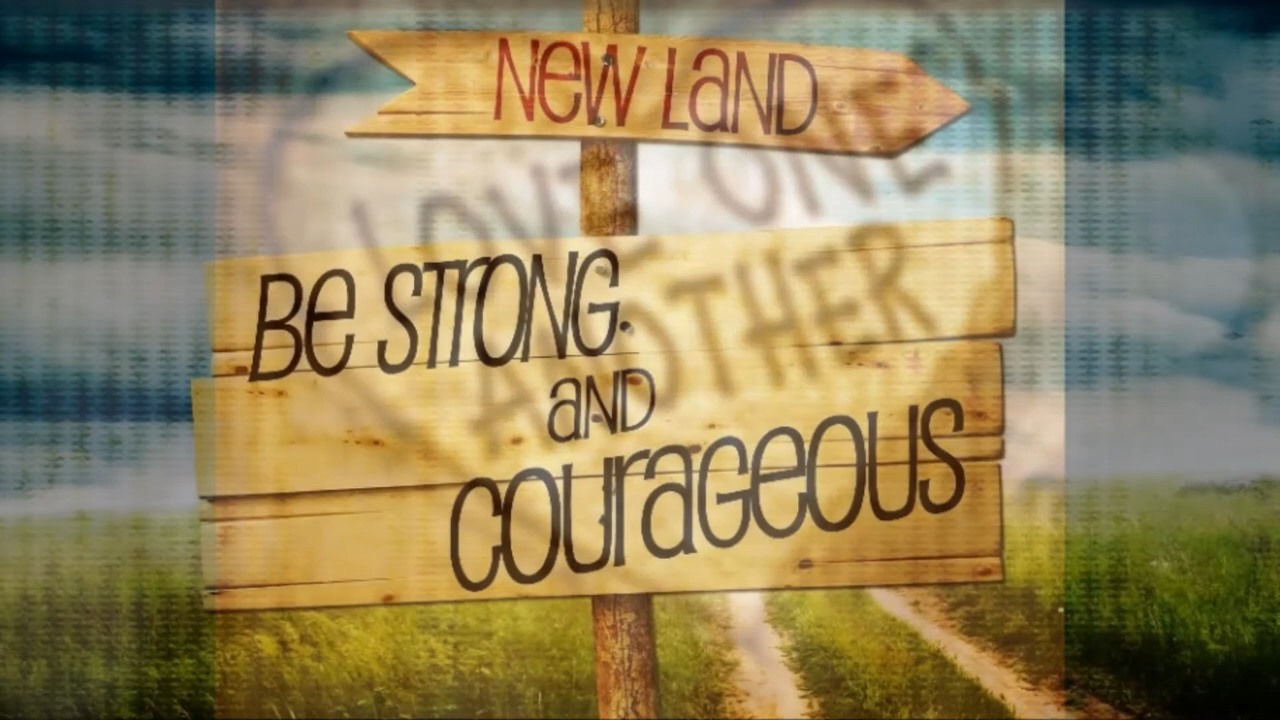 New Land
LOVE ONE
ANOTHER
Be strong.
and
courageous